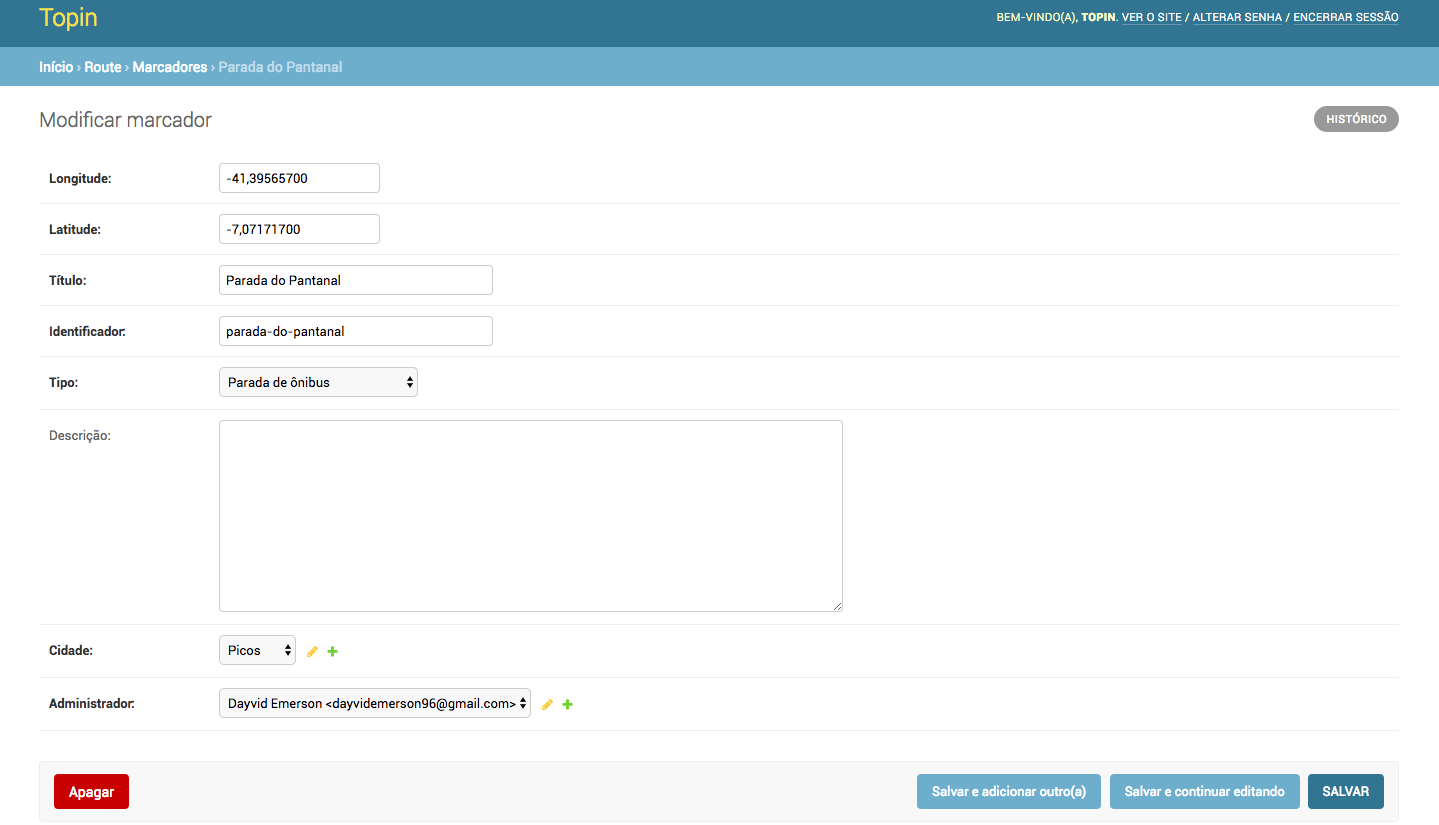 Topin
BEM-VINDO(A), TOPIN. VER O SITE / ALTERAR SENHA / ENCERRAR SESSÃO
Início › Route › Marcadores › Parada do Pantanal
Modificar marcador
HISTÓRICO
Longitude: -41,39565700
Latitude: -7,07171700
Título: Parada do Pantanal
Identificador: parada-do-pantanal
Tipo: Parada de ônibus
Descrição:
Cidade: Picos
Administrador: Dayvid Emerson <dayvidemerson96@gmail.com>
Apagar
Salvar e adicionar outro(a)
Salvar e continuar editando
SALVAR